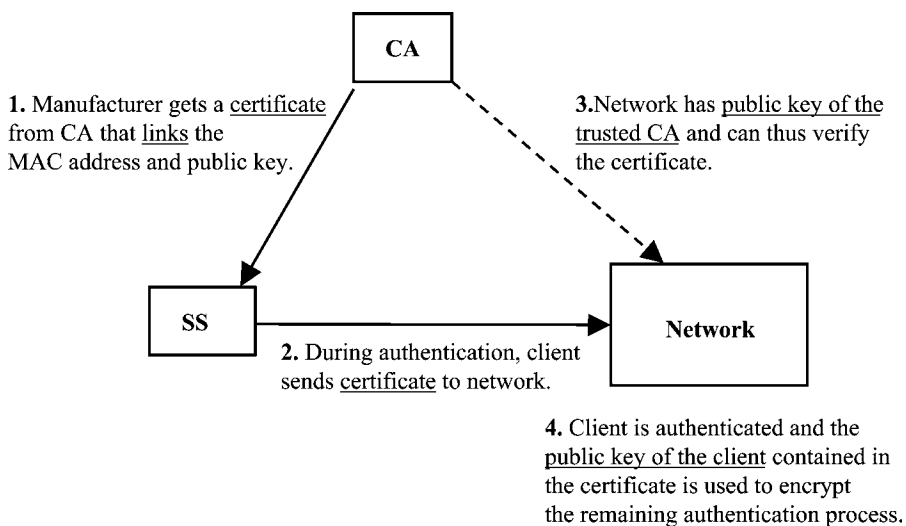 CA
1. Manufacturer gets a certificate
from CA that links the
MAC address and public key.
3.Network has public key of the
trusted CA and can thus verify
the certificate.
SS
Network
2. During authentication, client
sends certificate to network.
4. Client is authenticated and the
public key of the client contained in
the certificate is used to encrypt
the remaining authentication process.